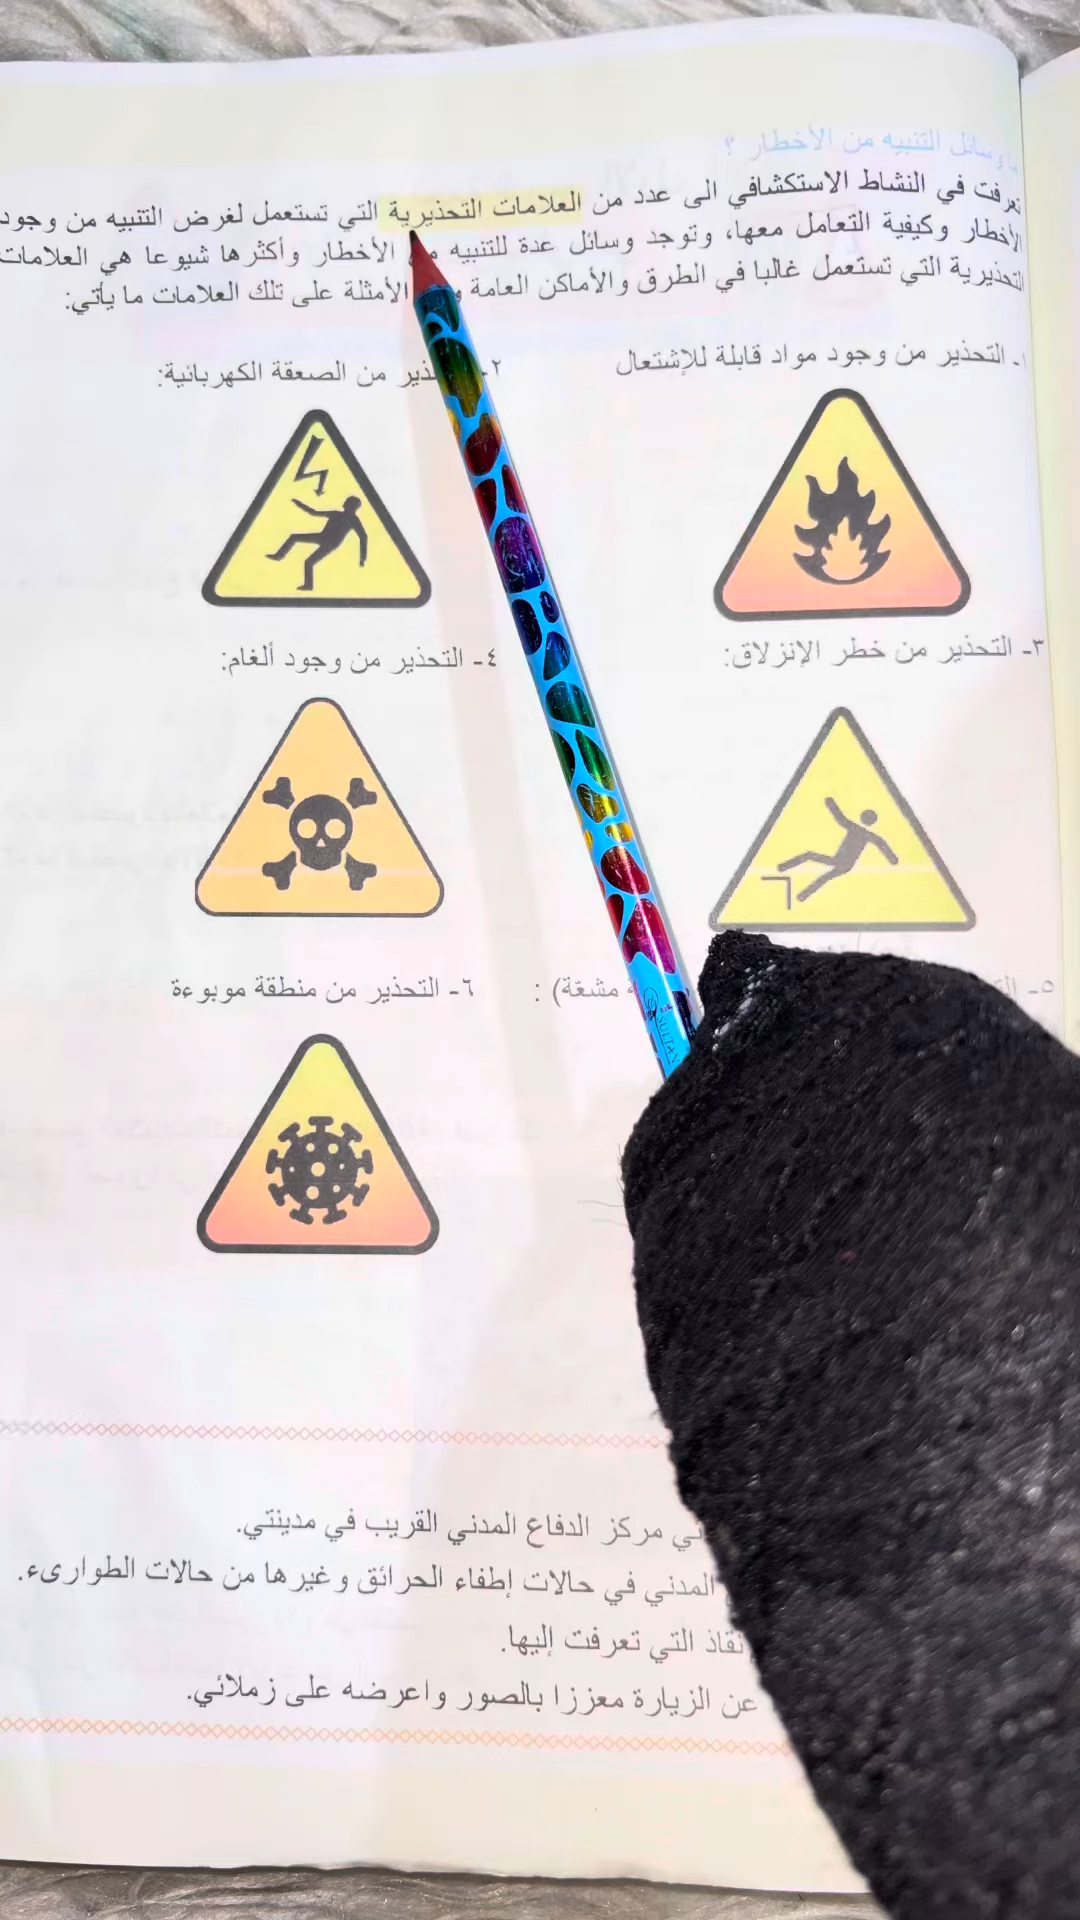 ما وسائل التنبيه من الأخطار ؟
تعرفت في النشاط الاستكشافي الى عدد من العلامات التحذيرية التي تستعمل لغرض التنبيه من وجود
الأخطار وكيفية التعامل معها، وتوجد وسائل عدة للتنبيه من الأخطار وأكثرها شيوعا هي العلامات
التحذيرية التي تستعمل غالبا في الطرق والأماكن العامة الأمثلة على تلك العلامات ما يأتي:
١- التحذير من وجود مواد قابلة للإشتعال
٢- من الصعقة الكهربائية:
٣- التحذير من خطر الإنزلاق:
٤- التحذير من وجود ألغام:
٥- مشعّة) :
٦- التحذير من منطقة موبوءة
SULTAN
مركز الدفاع المدني القريب في مدينتي.
المدني في حالات إطفاء الحرائق وغيرها من حالات الطوارىء.
التي تعرفت إليها.
عن الزيارة معززا بالصور واعرضه على زملائي.